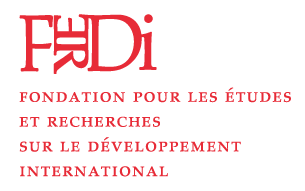 FERDi
FONDATION POUR LES ÉTUDES
ET RECHERCHES
SUR LE DÉVELOPPEMENT
INTERNATIONAL